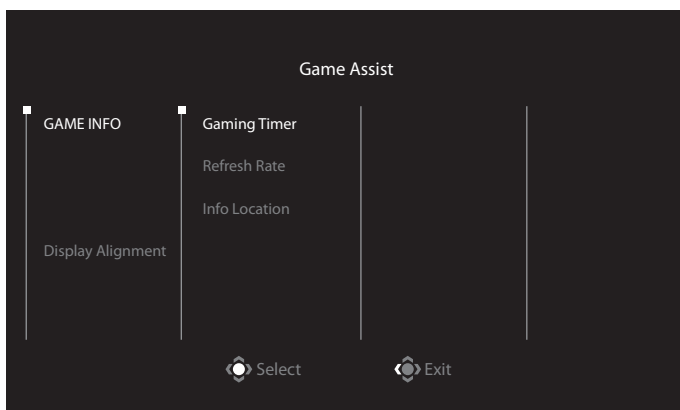 Game Assist
GAME INFO
Gaming Timer
Refresh Rate
Info Location
Display Alignment
Select
Exit